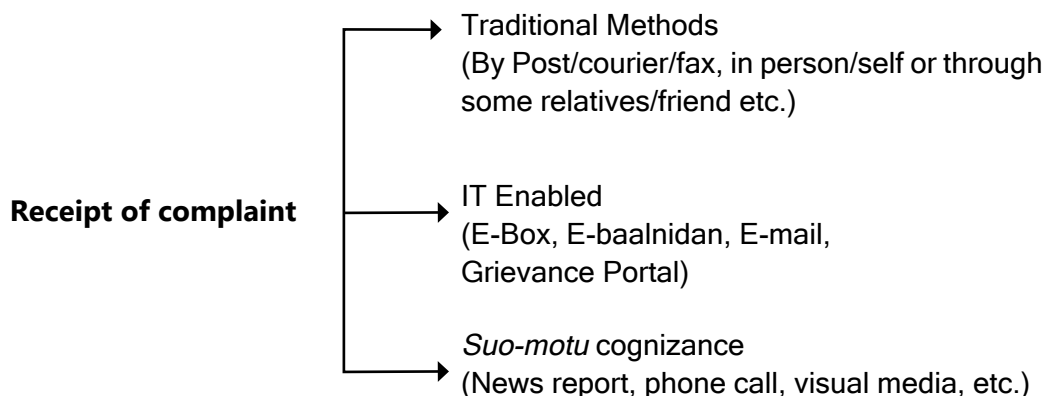 Traditional Methods
(By Post/courier/fax, in person/self or through
some relatives/friend etc.)
Receipt of complaint
IT Enabled
(E-Box, E-baalnidan, E-mail,
Grievance Portal)
Suo-motu cognizance
(News report, phone call, visual media, etc.)